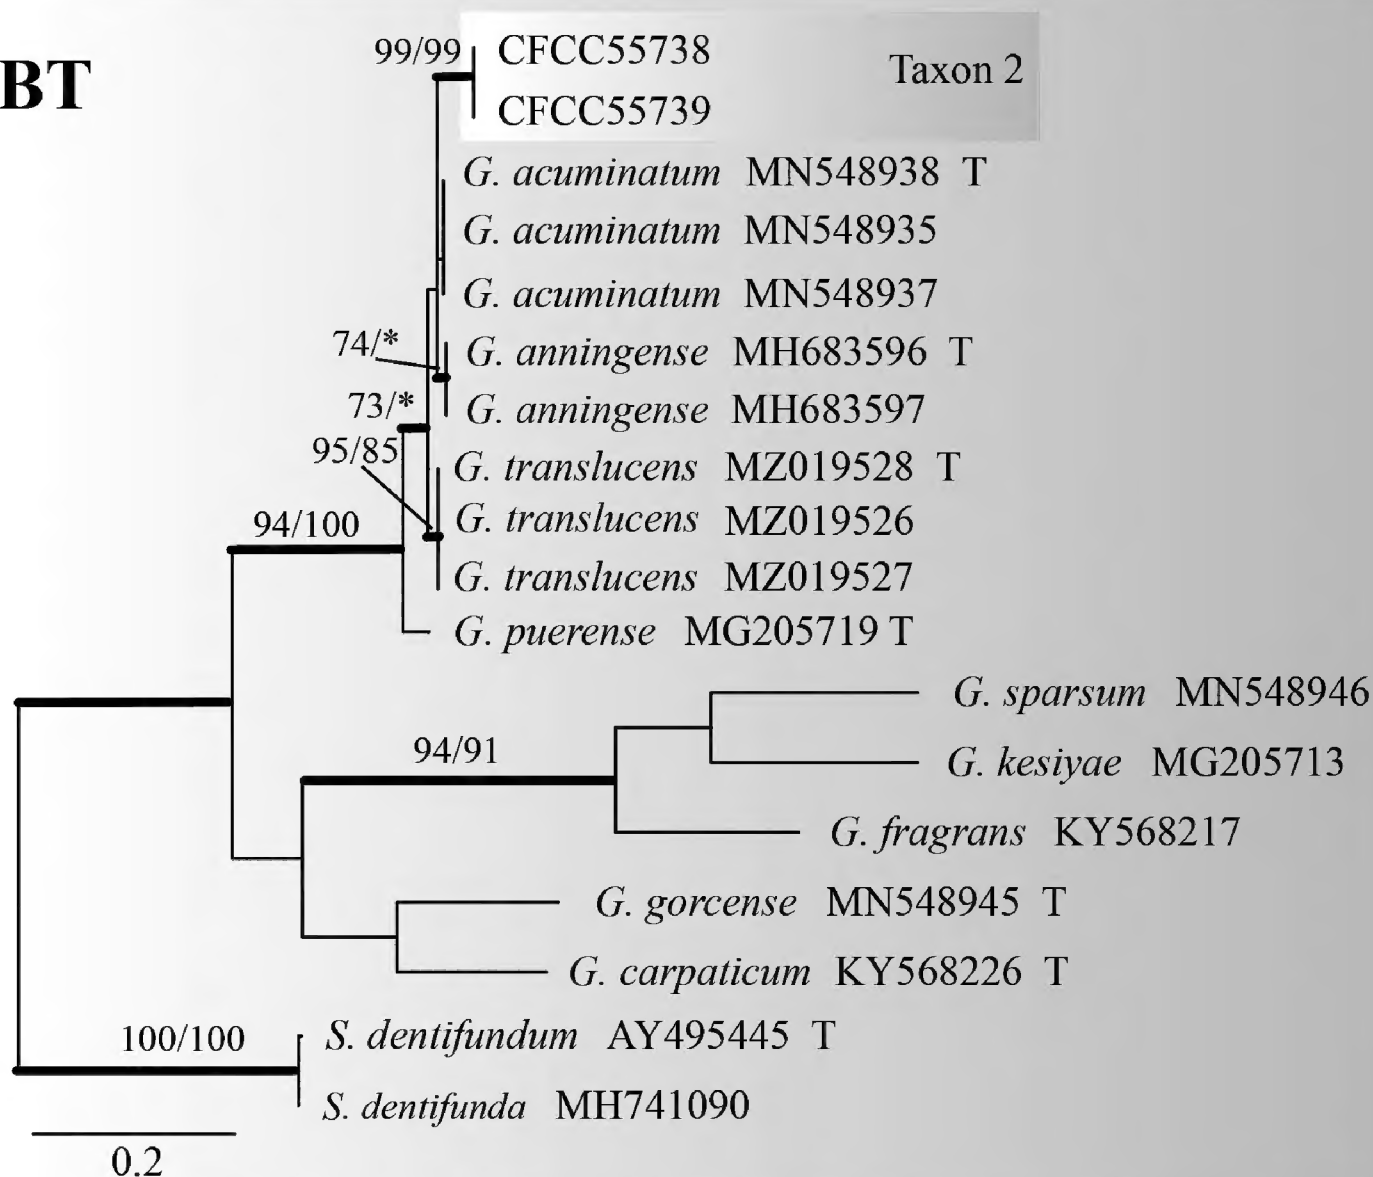 BT
99/99 CFCC55738
Taxon 2
CFCC55739
G. acuminatum MN548938 T
G. acuminatum MN548935
G. acuminatum MN548937
74/* G. anningense MH683596 T
73/* G. anningense MH683597
95/85 G. translucens MZ019528 T
94/100 G. translucens MZ019526
G. translucens MZ019527
G. puerense MG205719 T
G. sparsum MN548946
94/91 G. kesiyae MG205713
G. fragrans KY568217
G. gorcense MN548945 T
G. carpaticum KY568226 T
100/100 S. dentifundum AY495445 T
S. dentifunda MH741090
0.2